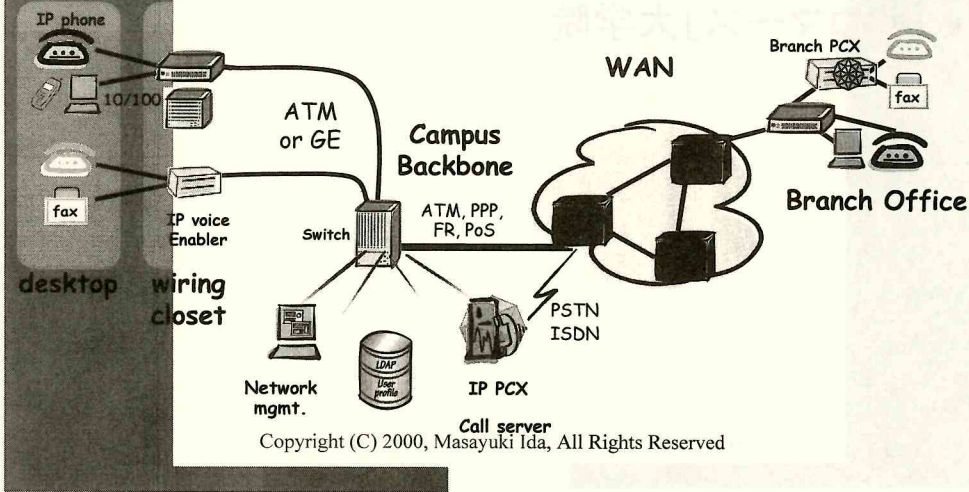 IP phone
10/100
fax
desktop
wiring
closet
IP voice
Enabler
ATM
or GE
Campus
Backbone
Switch
ATM, PPP,
FR, PoS
Network
mgmt.
LDAP
User
profile
IP PCX
Call server
PSTN
ISDN
WAN
Branch PCX
fax
Branch Office
Copyright (C) 2000, Masayuki Ida, All Rights Reserved